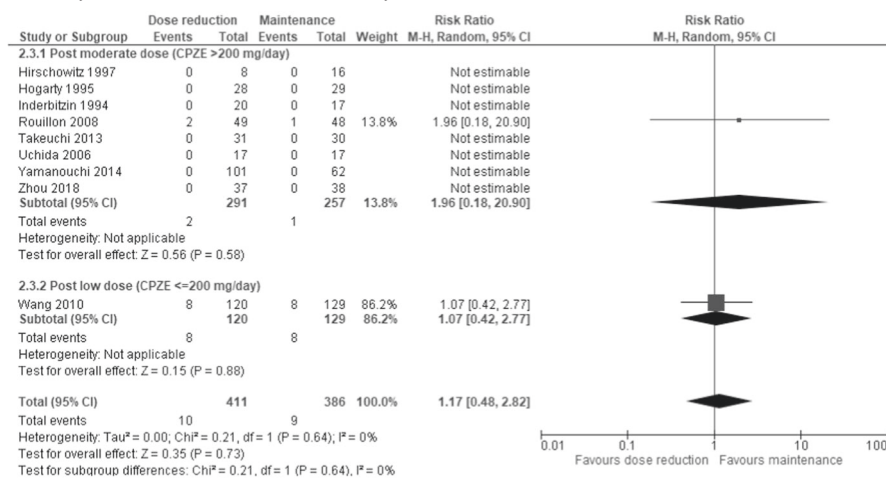 Dose reduction Maintenance Risk Ratio Risk Ratio
Study or Subgroup Events Total Events Total Weight M-H, Random, 95% CI M-H, Random, 95% CI
2.3.1 Post moderate dose (CPZE >200 mg/day)
Hirschowitz 1997 0 8 0 16 Not estimable
Hogarty 1995 0 28 0 29 Not estimable
Inderbitzin 1994 0 20 0 17 Not estimable
Rouillon 2008 2 49 1 48 13.8% 1.96 [0.18, 20.90]
Takeuchi 2013 0 31 0 30 Not estimable
Uchida 2006 0 17 0 17 Not estimable
Yamanouchi 2014 0 101 0 62 Not estimable
Zhou 2018 0 37 0 38 Not estimable
Subtotal (95% CI) 291 257 13.8% 1.96 [0.18, 20.90]
Total events 2 1
Heterogeneity: Not applicable
Test for overall effect: Z = 0.56 (P = 0.58)
2.3.2 Post low dose (CPZE <=200 mg/day)
Wang 2010 8 120 8 129 86.2% 1.07 [0.42, 2.77]
Subtotal (95% CI) 120 129 86.2% 1.07 [0.42, 2.77]
Total events 8 8
Heterogeneity: Not applicable
Test for overall effect: Z = 0.15 (P = 0.88)
Total (95% CI) 411 386 100.0% 1.17 [0.48, 2.82]
Total events 10 9
Heterogeneity: Tau² = 0.00; Chi² = 0.21, df = 1 (P = 0.64); I² = 0%
Test for overall effect: Z = 0.35 (P = 0.73)
Test for subgroup differences: Chi² = 0.21, df = 1 (P = 0.64), I² = 0%
0.01 0.1 1 10 100
Favours dose reduction Favours maintenance